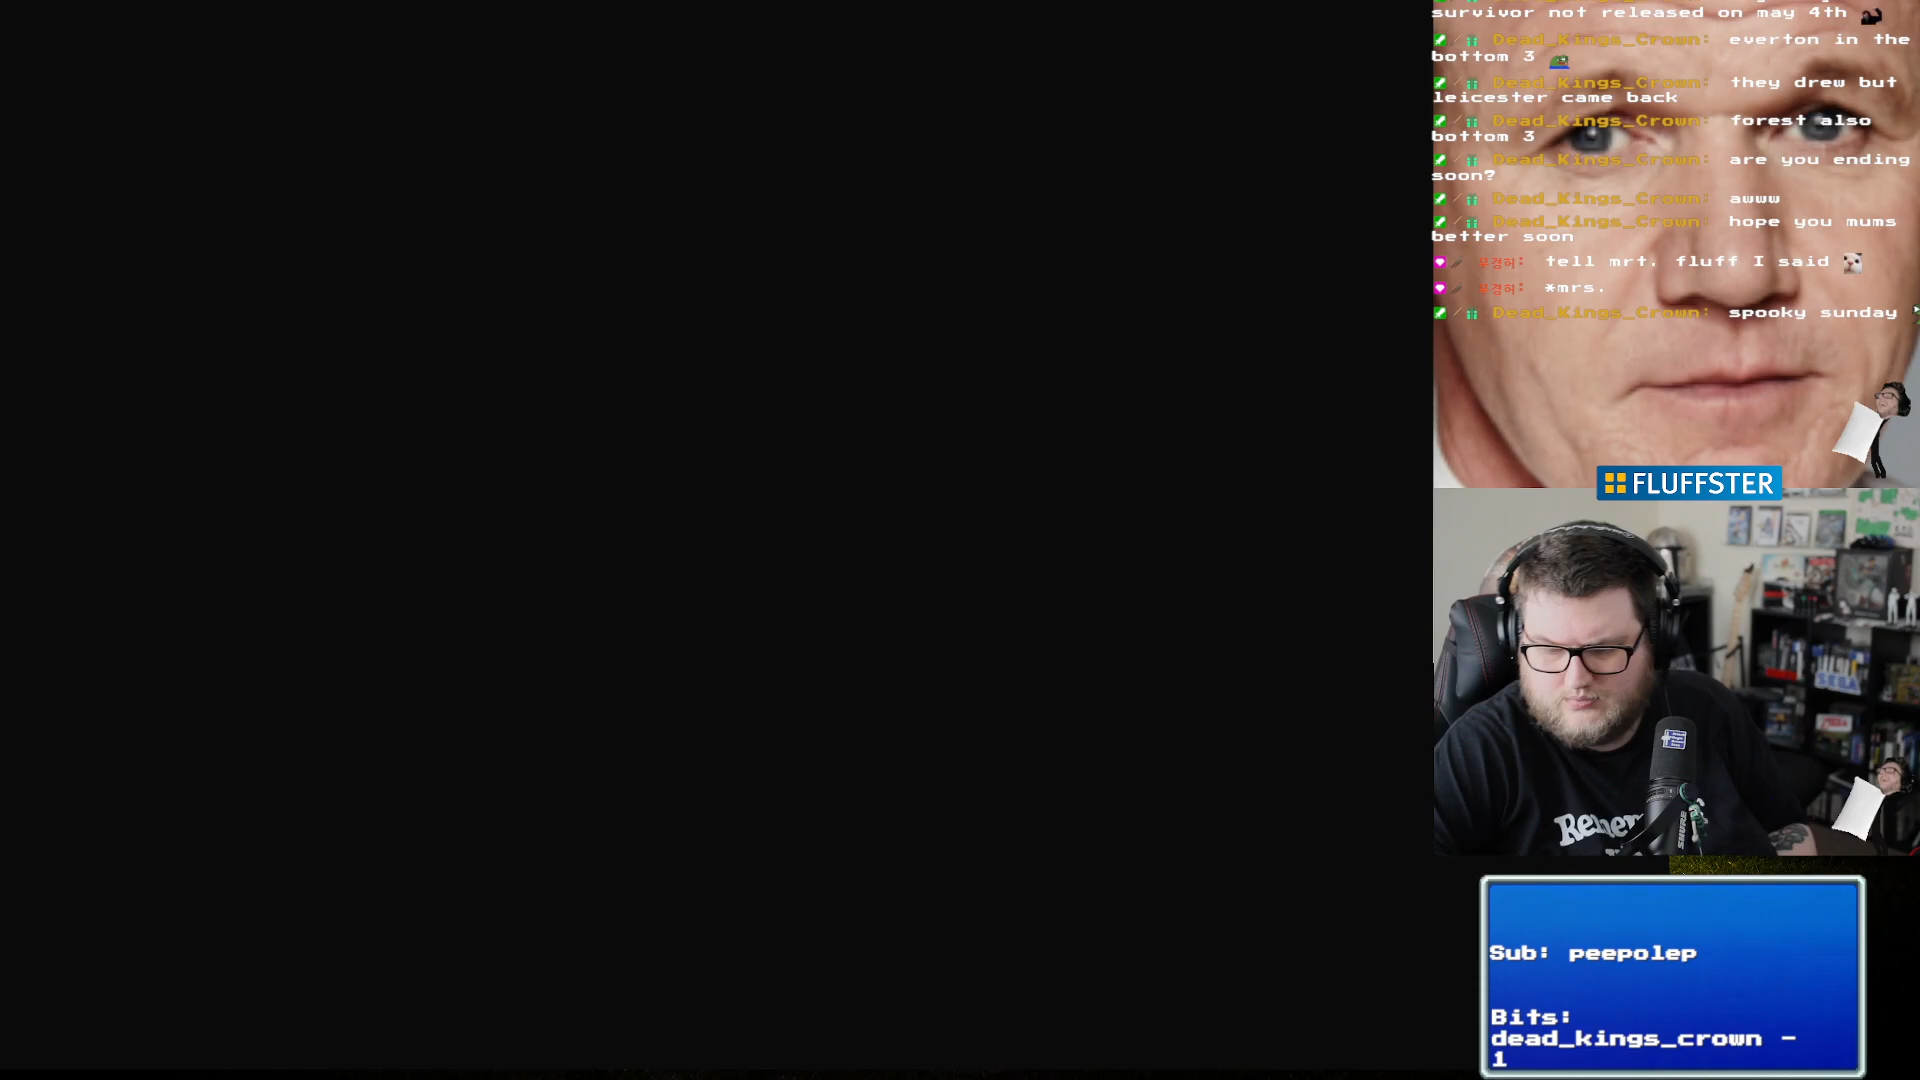 survivor not released on may 4th
Dead_Kings_Crown: everton in the
bottom 3
Dead_Kings_Crown: they drew but
leicester came back
Dead_Kings_Crown: forest also
bottom 3
Dead_Kings_Crown: are you ending
soon?
Dead_Kings_Crown: awww
Dead_Kings_Crown: hope you mums
better soon
tell mrt. fluff I said
*mrs.
Dead_Kings_Crown: spooky sunday
FLUFFSTER
SEGA
SHURE
Sub: peepolep
Bits:
dead_kings_crown -
1